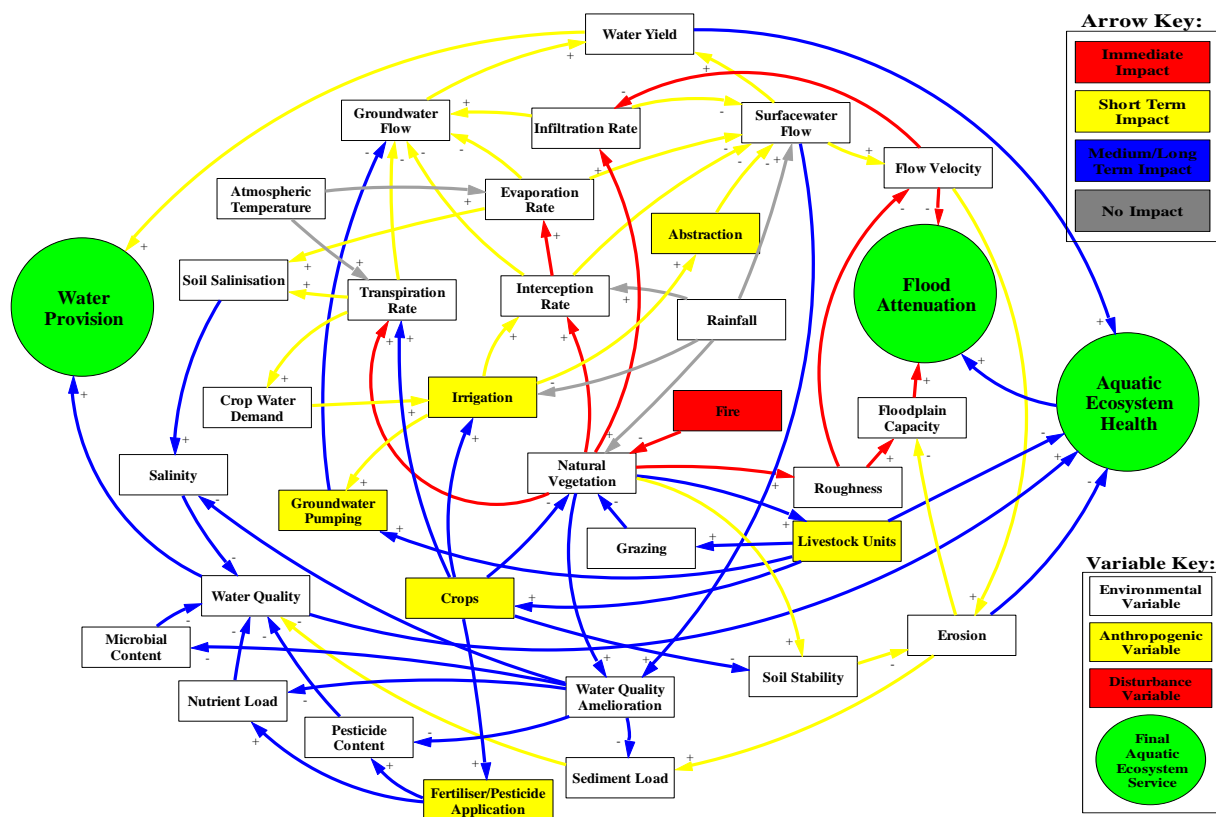 Arrow Key:
Immediate
Impact
Short Term
Impact
Medium/Long
Term Impact
No Impact
Water Yield
Groundwater
Flow
Infiltration Rate
Surfacewater
Flow
Flow Velocity
Atmospheric
Temperature
Evaporation
Rate
Abstraction
Soil Salinisation
Transpiration
Rate
Interception
Rate
Rainfall
Water
Provision
Flood
Attenuation
Aquatic
Ecosystem
Health
Crop Water
Demand
Irrigation
Fire
Floodplain
Capacity
Salinity
Natural
Vegetation
Roughness
Groundwater
Pumping
Grazing
Livestock Units
Water Quality
Crops
Erosion
Microbial
Content
Soil Stability
Nutrient Load
Water Quality
Amelioration
Pesticide
Content
Sediment Load
Fertiliser/Pesticide
Application
Variable Key:
Environmental
Variable
Anthropogenic
Variable
Disturbance
Variable
Final
Aquatic
Ecosystem
Service